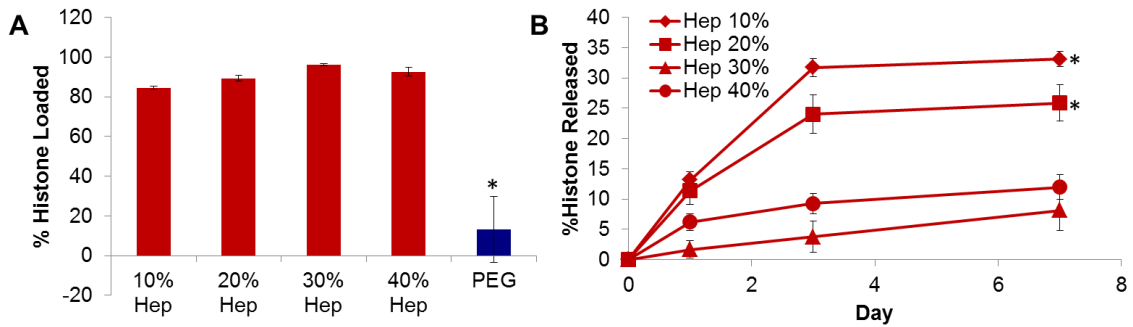 A
% Histone Loaded
120
100
80
60
40
20
0
-20
*
10%
Hep
20%
Hep
30%
Hep
40%
Hep
PEG
B
%Histone Released
40
35
30
25
20
15
10
5
0
Hep 10%
Hep 20%
Hep 30%
Hep 40%
*
*
0 2 4 6 8
Day